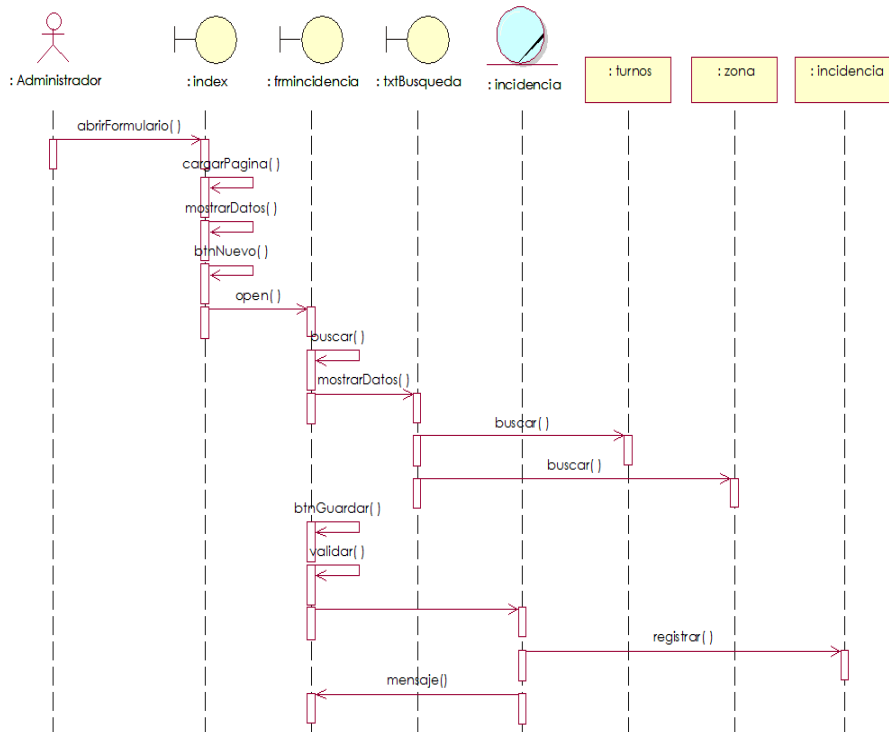 : Administrador
: index
: frmincidencia
: txtBusqueda
: incidencia
: turnos
: zona
: incidencia
abrirFormulario( )
cargarPagina( )
mostrarDatos( )
btnNuevo( )
open( )
buscar( )
mostrarDatos( )
buscar( )
buscar( )
btnGuardar( )
validar( )
registrar( )
mensaje()